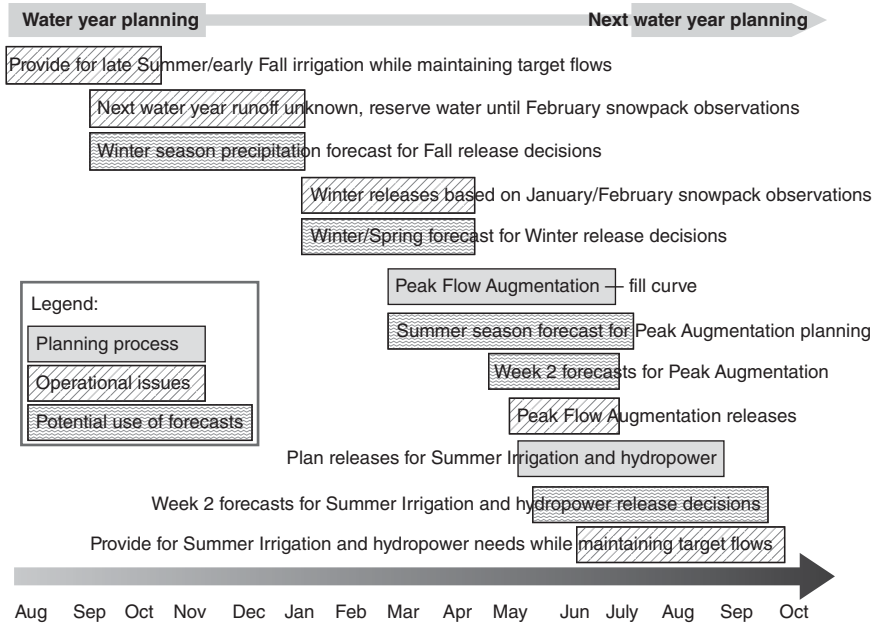 Water year planning Next water year planning
Provide for late Summer/early Fall irrigation while maintaining target flows
Next water year runoff unknown, reserve water until February snowpack observations
Winter season precipitation forecast for Fall release decisions
Winter releases based on January/February snowpack observations
Winter/Spring forecast for Winter release decisions
Peak Flow Augmentation — fill curve
Summer season forecast for Peak Augmentation planning
Week 2 forecasts for Peak Augmentation
Peak Flow Augmentation releases
Plan releases for Summer Irrigation and hydropower
Week 2 forecasts for Summer Irrigation and hydropower release decisions
Provide for Summer Irrigation and hydropower needs while maintaining target flows
Legend:
Planning process
Operational issues
Potential use of forecasts
Aug Sep Oct Nov Dec Jan Feb Mar Apr May Jun July Aug Sep Oct